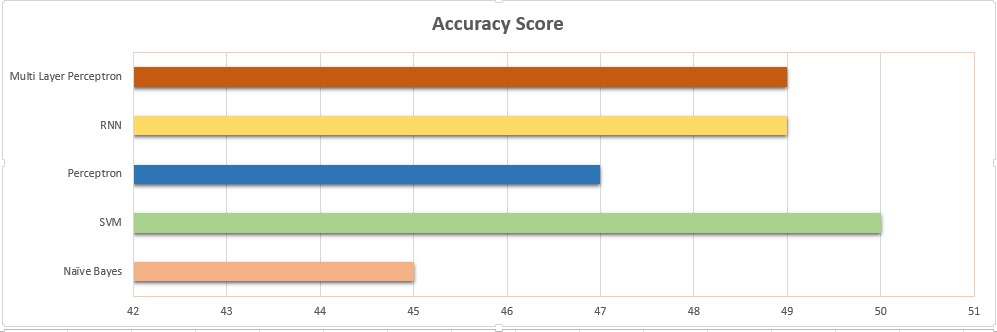 Accuracy Score
Multi Layer Perceptron
RNN
Perceptron
SVM
Naïve Bayes
42 43 44 45 46 47 48 49 50 51